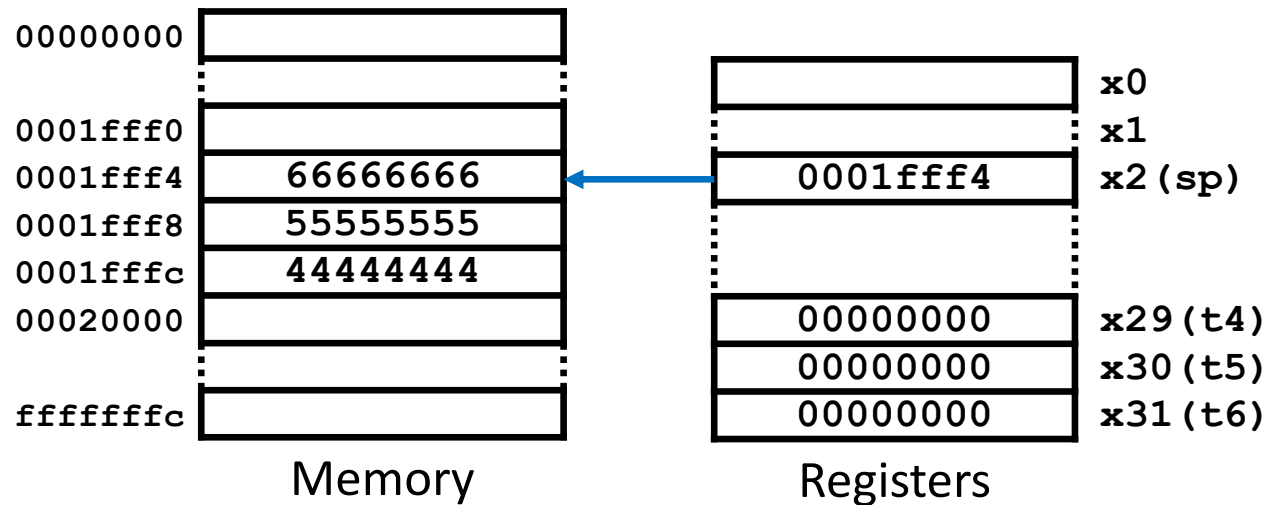 00000000
x0
0001fff0
x1
0001fff4 66666666 0001fff4 x2(sp)
0001fff8 55555555
0001fffc 44444444
00020000 00000000 x29(t4)
00000000 x30(t5)
fffffffc 00000000 x31(t6)
Memory Registers